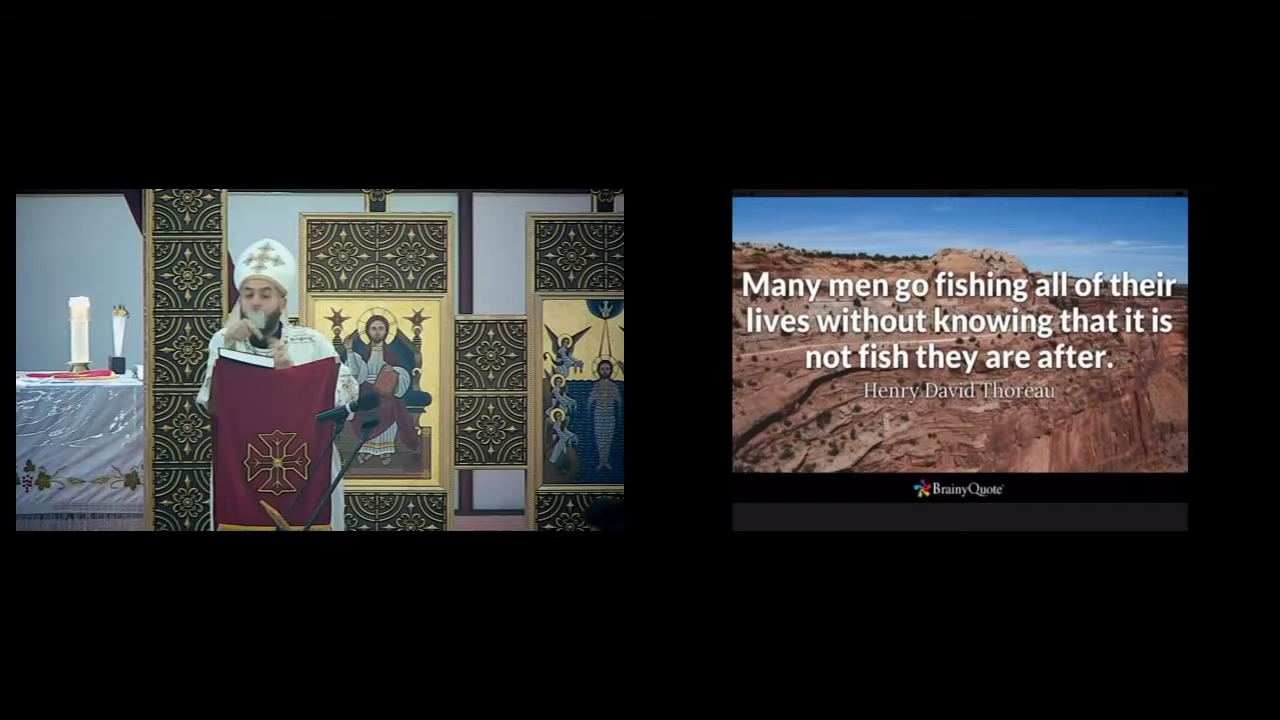 Many men go fishing all of their
lives without knowing that it is
not fish they are after.
Henry David Thoreau
BrainyQuote